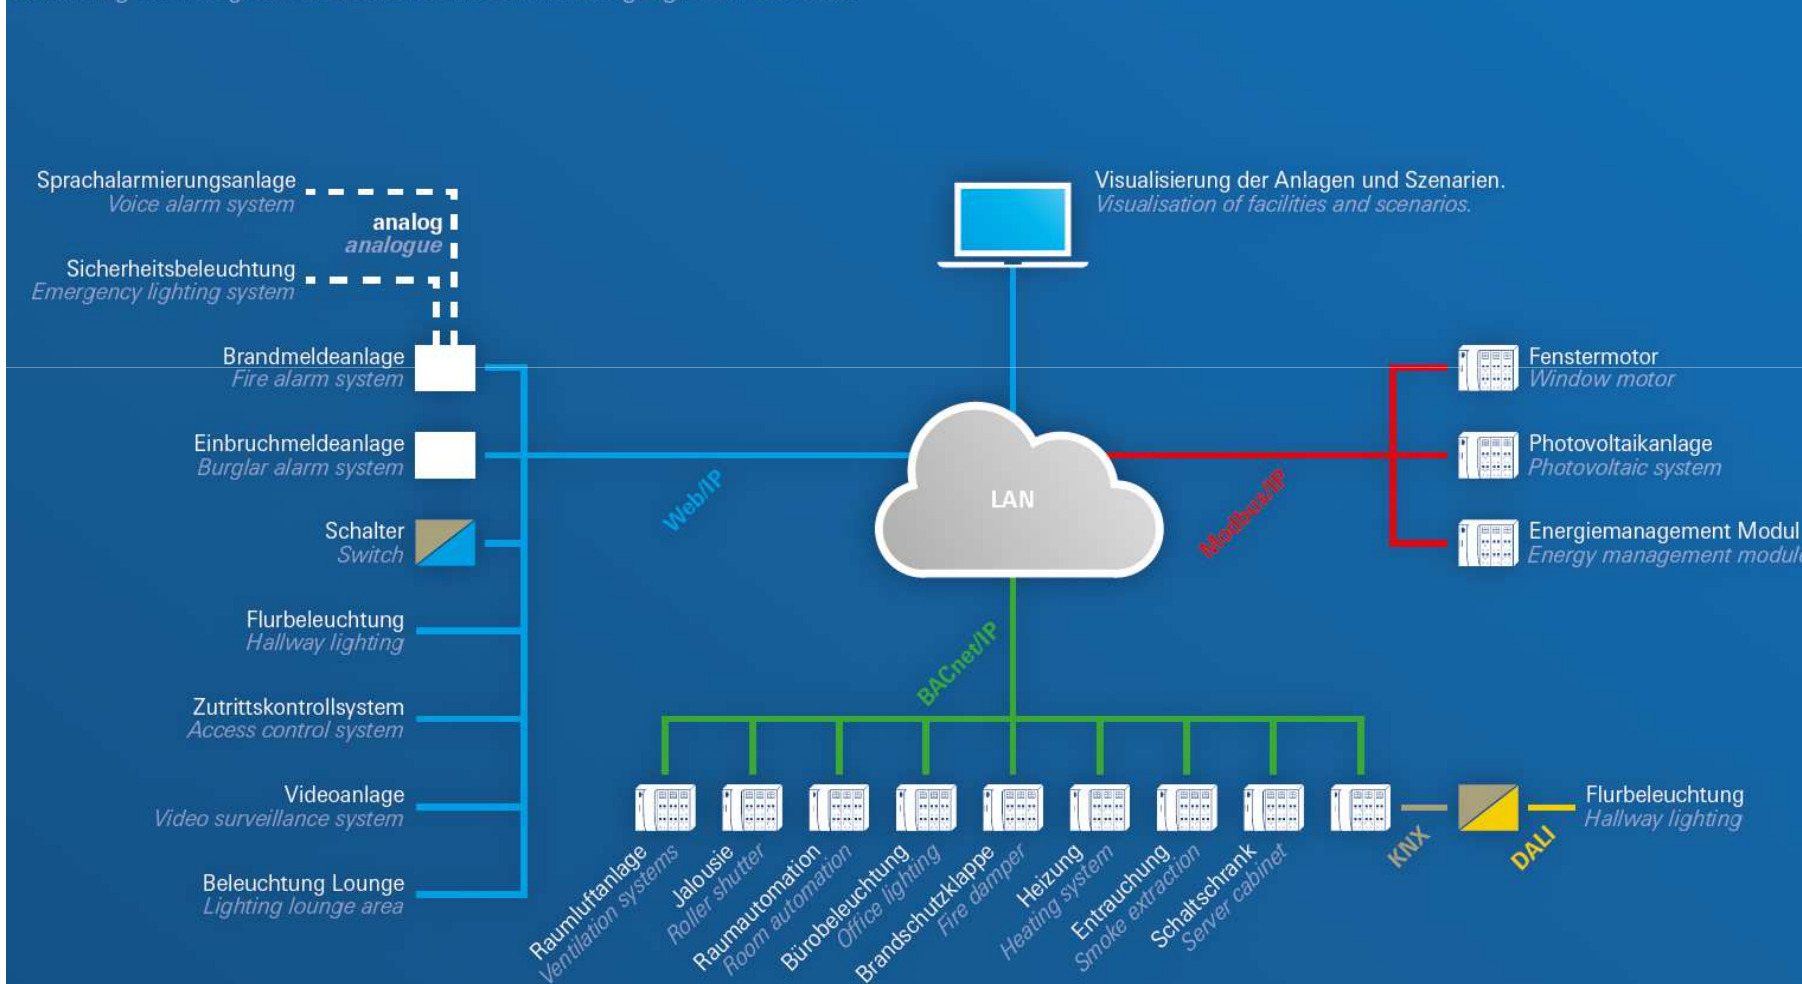 Sprachalarmierungsanlage
Voice alarm system
analog
analogue
Sicherheitsbeleuchtung
Emergency lighting system
Brandmeldeanlage
Fire alarm system
Einbruchmeldeanlage
Burglar alarm system
Schalter
Switch
Flurbeleuchtung
Hallway lighting
Zutrittskontrollsystem
Access control system
Videoanlage
Video surveillance system
Beleuchtung Lounge
Lighting lounge area
Visualisierung der Anlagen und Szenarien.
Visualisation of facilities and scenarios.
Web/IP
LAN
Modbus/IP
BACnet/IP
Fenstermotor
Window motor
Photovoltaikanlage
Photovoltaic system
Energiemanagement Modul
Energy management module
Raumluftanlage
Ventilation systems
Jalousie
Roller shutter
Raumautomation
Room automation
Bürobeleuchtung
Office lighting
Brandschutzklappe
Fire damper
Heizung
Heating system
Entrauchung
Smoke extraction
Schaltschrank
Server cabinet
KNX
DALI
Flurbeleuchtung
Hallway lighting